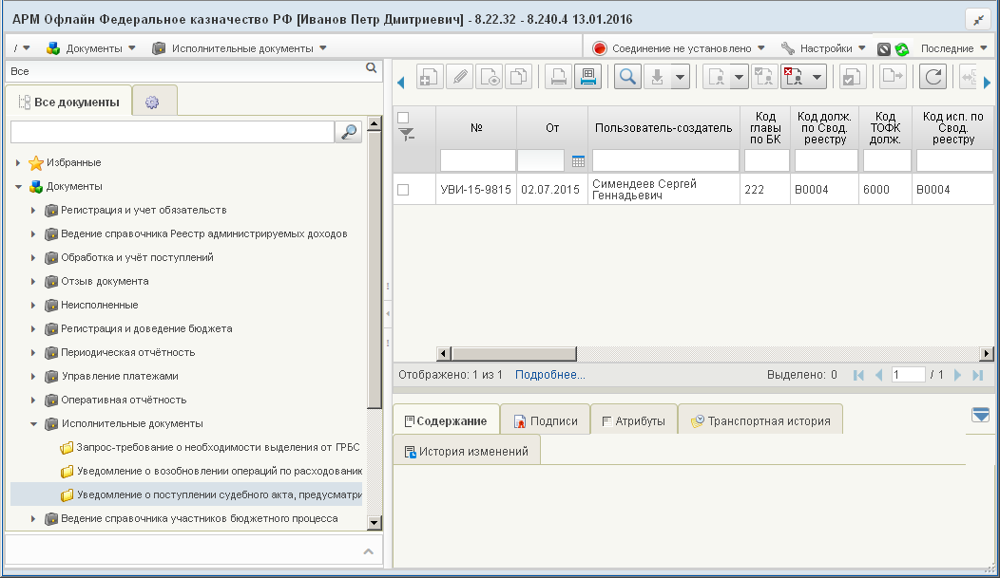 АРМ Офлайн Федеральное казначество РФ [Иванов Петр Дмитриевич] - 8.22.32 - 8.240.4 13.01.2016
/ Документы Исполнительные документы
Соединение не установлено Настройки Последние
Все
Все документы
Избранные
Документы
Регистрация и учет обязательств
Ведение справочника Реестр администрируемых доходов
Обработка и учёт поступлений
Отзыв документа
Неисполненные
Регистрация и доведение бюджета
Периодическая отчётность
Управление платежами
Оперативная отчётность
Исполнительные документы
Запрос-требование о необходимости выделения от ГРБС
Уведомление о возобновлении операций по расходованик
Уведомление о поступлении судебного акта, предусматри
Ведение справочника участников бюджетного процесса
№
От
Пользователь-создатель
Код
главы
по БК
Код долж.
по Свод.
реестру
Код
ТОФК
долж.
Код исп. по
Свод.
реестру
УВИ-15-9815 02.07.2015 Симендеев Сергей
Геннадьевич 222 B0004 6000 B0004
Отображено: 1 из 1 Подробнее... Выделено: 0 1 / 1
Содержание Подписи Атрибуты Транспортная история
История изменений